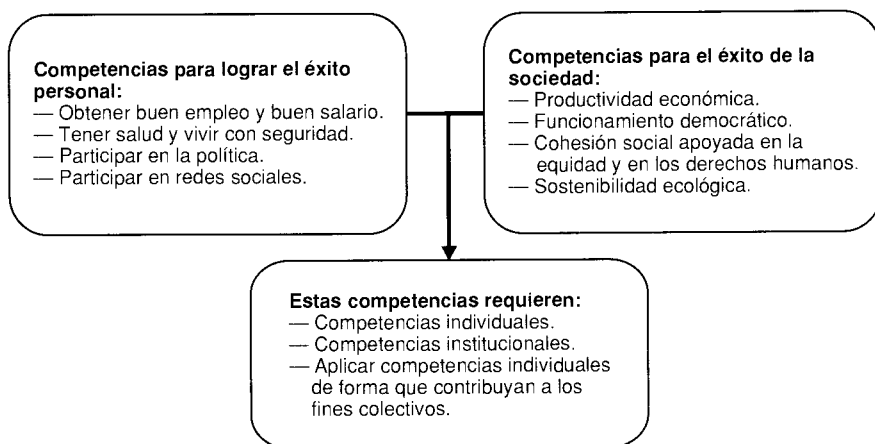 Competencias para lograr el éxito
personal:
— Obtener buen empleo y buen salario.
— Tener salud y vivir con seguridad.
— Participar en la política.
— Participar en redes sociales.
Competencias para el éxito de la
sociedad:
— Productividad económica.
— Funcionamiento democrático.
— Cohesión social apoyada en la
equidad y en los derechos humanos.
— Sostenibilidad ecológica.
Estas competencias requieren:
— Competencias individuales.
— Competencias institucionales.
— Aplicar competencias individuales
de forma que contribuyan a los
fines colectivos.